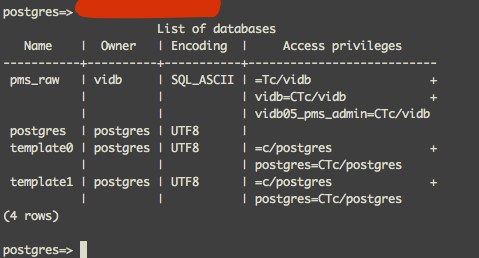 postgres=>
List of databases
Name | Owner | Encoding | Access privileges
-----------+----------+-----------+---------------------------
pms_raw | vidb | SQL_ASCII | =Tc/vidb +
| | | vidb=CTc/vidb +
| | | vidb05_pms_admin=CTc/vidb
postgres | postgres | UTF8 |
template0 | postgres | UTF8 | =c/postgres +
| | | postgres=CTc/postgres
template1 | postgres | UTF8 | =c/postgres +
| | | postgres=CTc/postgres
(4 rows)
postgres=>